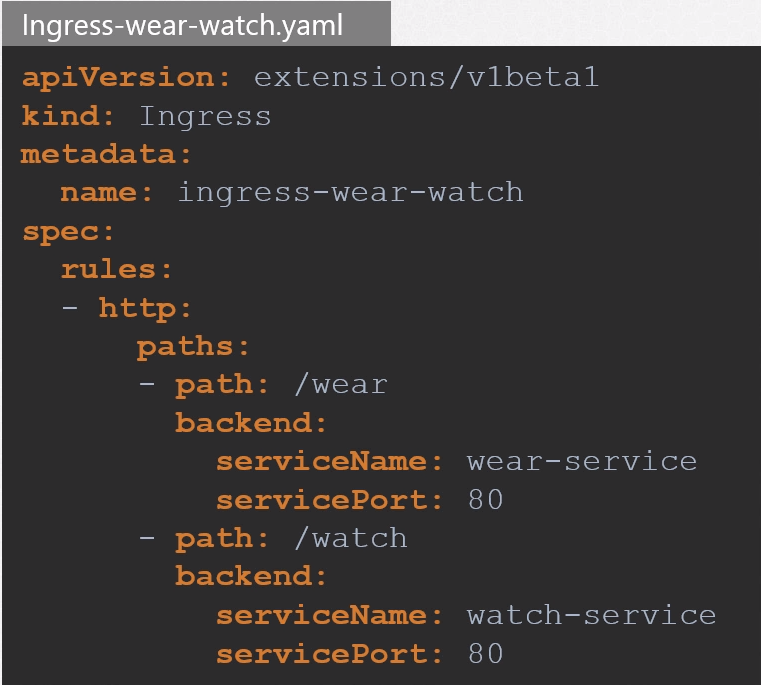 Ingress-wear-watch.yaml
apiVersion: extensions/v1beta1
kind: Ingress
metadata:
  name: ingress-wear-watch
spec:
  rules:
  - http:
      paths:
      - path: /wear
        backend:
          serviceName: wear-service
          servicePort: 80
      - path: /watch
        backend:
          serviceName: watch-service
          servicePort: 80